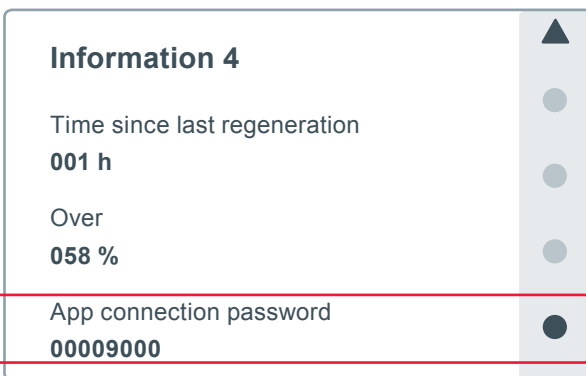 Information 4
Time since last regeneration
001 h
Over
058 %
App connection password
00009000